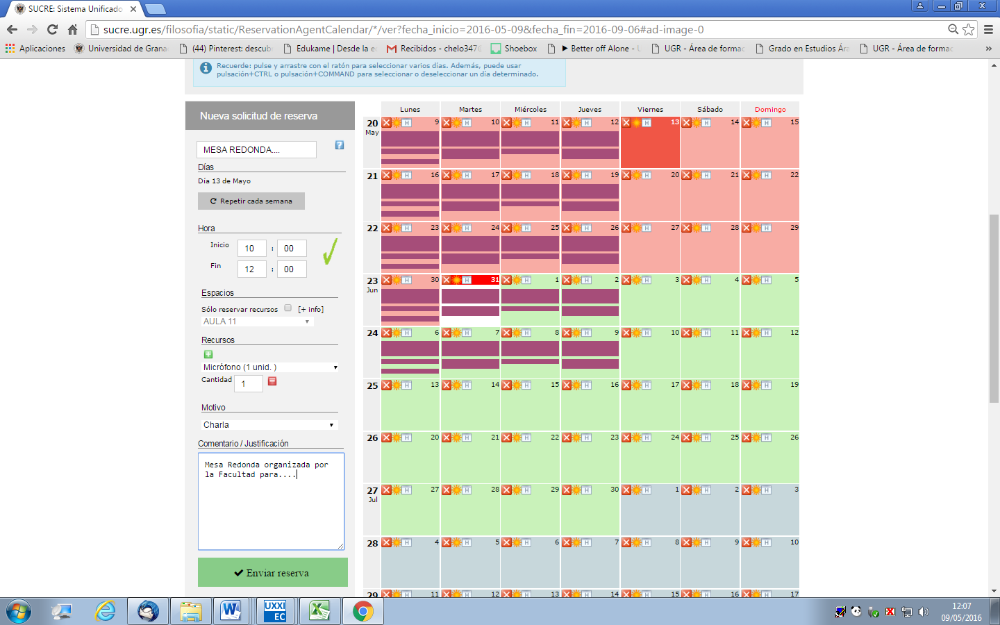 SUCRE: Sistema Unificado
sucre.ugr.es/filosofia/static/ReservationAgentCalendar/*/ver?fecha_inicio=2016-05-09&fecha_fin=2016-09-06#ad-image-0
Aplicaciones Universidad de Grana (44) Pinterest: descub Edukame | Desde la e Recibidos - chelo347@ Shoebox ▶ Better off Alone - UGR - Área de formac Grado en Estudios Ár UGR - Área de formac »
Recuerde: pulse y arrastre con el ratón para seleccionar varios días. Además, puede usar
pulsación+CTRL o pulsación+COMMAND para seleccionar o deseleccionar un día determinado.
Nueva solicitud de reserva
MESA REDONDA....
?
Días
Día 13 de Mayo
Repetir cada semana
Hora
Inicio 10 : 00
Fin 12 : 00
Espacios
Sólo reservar recursos [+ info]
AULA 11
Recursos
Micrófono (1 unid. )
Cantidad 1
Motivo
Charla
Comentario / Justificación
Mesa Redonda organizada por
la Facultad para....
Enviar reserva
Lunes Martes Miércoles Jueves Viernes Sábado Domingo
20 H 9 H 10 H 11 H 12 H 13 H 14 H 15
May
21 H 16 H 17 H 18 H 19 H 20 H 21 H 22
22 H 23 H 24 H 25 H 26 H 27 H 28 H 29
23 H 30 H 31 H 1 H 2 H 3 H 4 H 5
Jun
24 H 6 H 7 H 8 H 9 H 10 H 11 H 12
25 H 13 H 14 H 15 H 16 H 17 H 18 H 19
26 H 20 H 21 H 22 H 23 H 24 H 25 H 26
27 H 27 H 28 H 29 H 30 H 1 H 2 H 3
Jul
28 H 4 H 5 H 6 H 7 H 8 H 9 H 10
29 H 11 H 12 H 13 H 14 H 15 H 16 H 17
UXXI
EC
12:07
09/05/2016